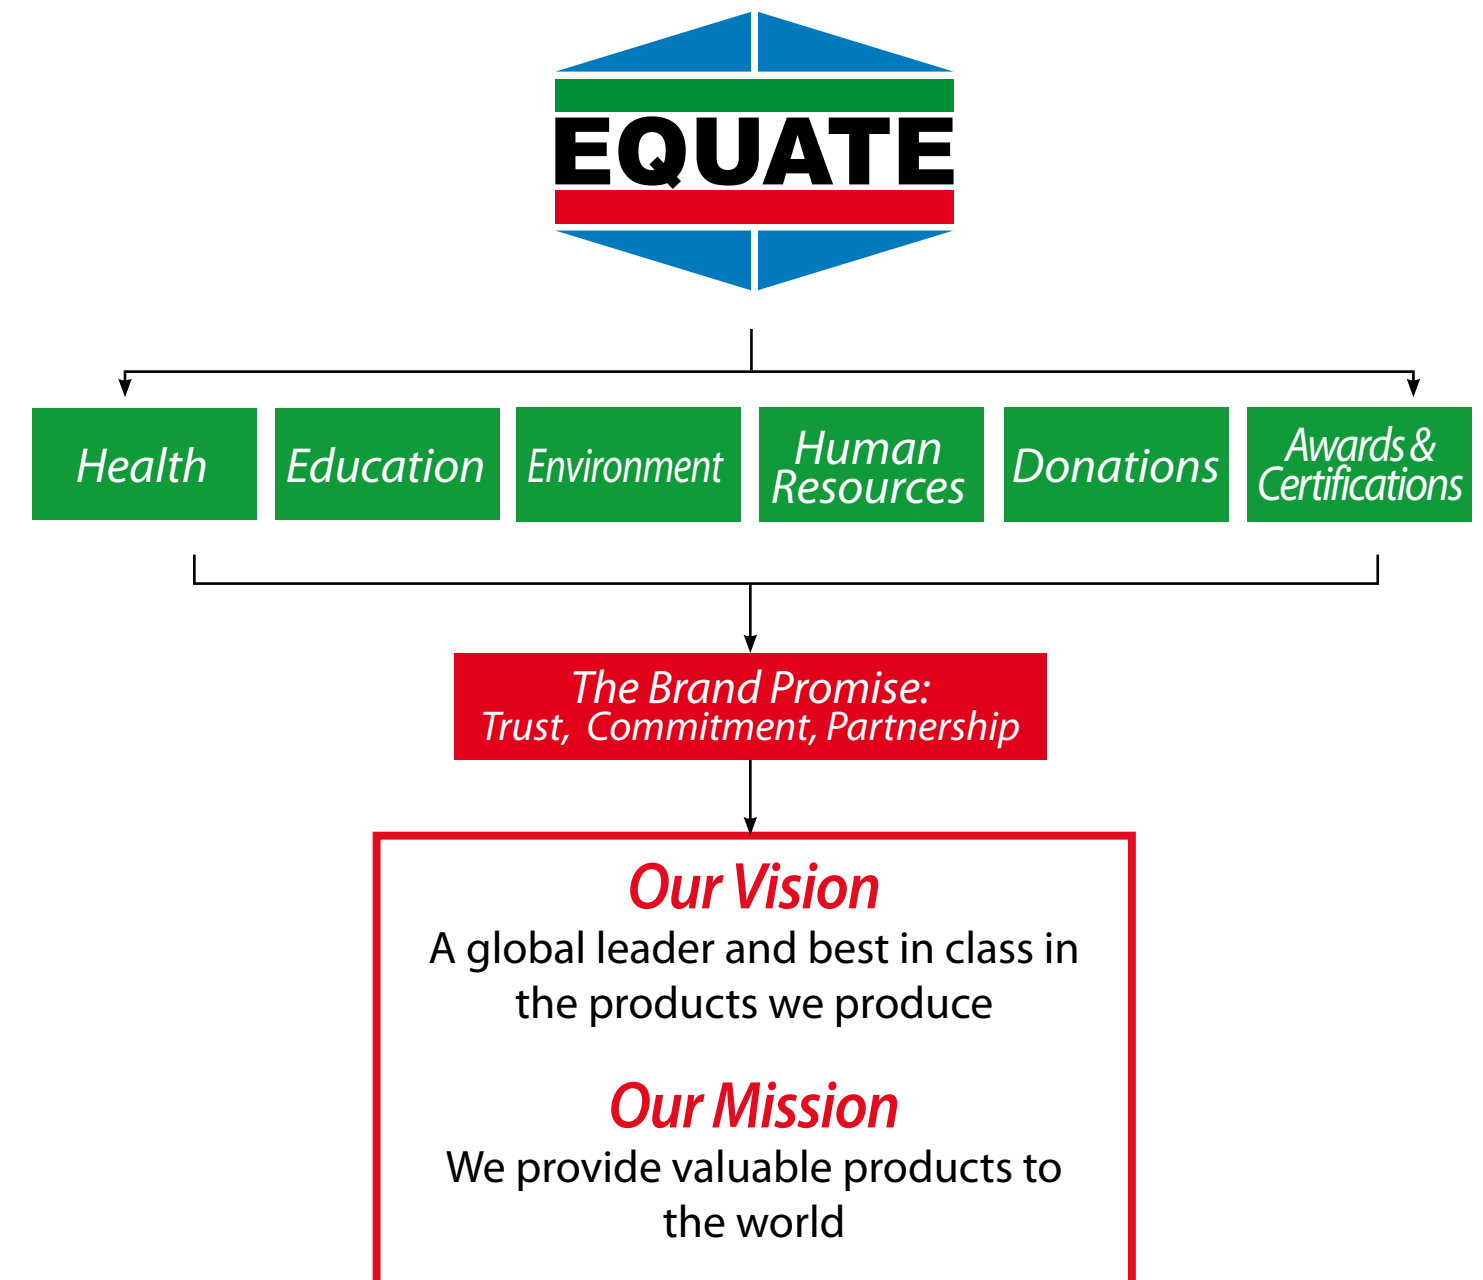 EQUATE
Health
Education
Environment
Human
Resources
Donations
Awards &
Certifications
The Brand Promise:
Trust, Commitment, Partnership
Our Vision
A global leader and best in class in
the products we produce
Our Mission
We provide valuable products to
the world